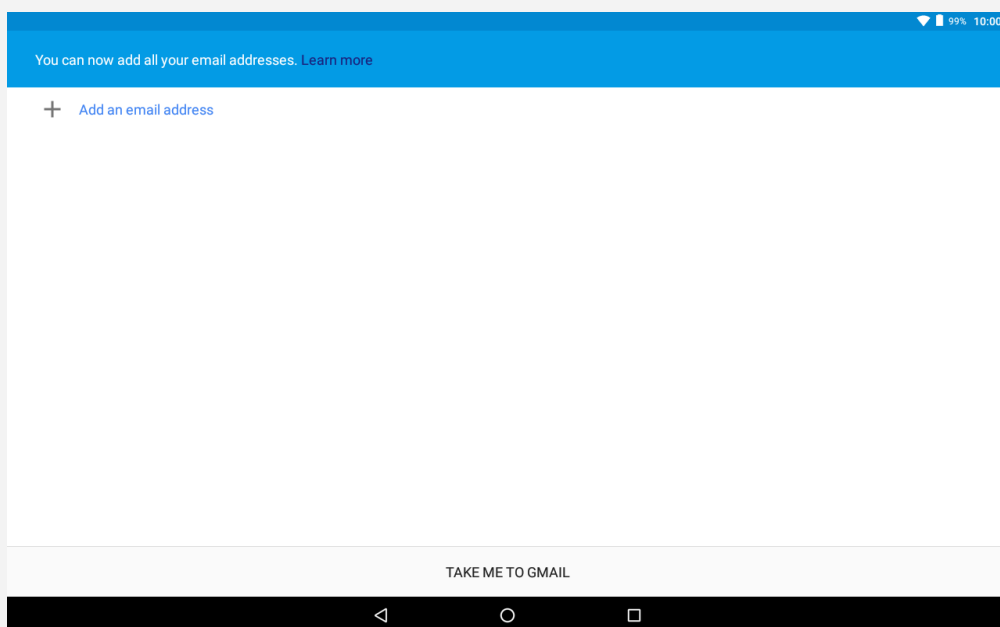 99% 10:00
You can now add all your email addresses. Learn more
Add an email address
TAKE ME TO GMAIL